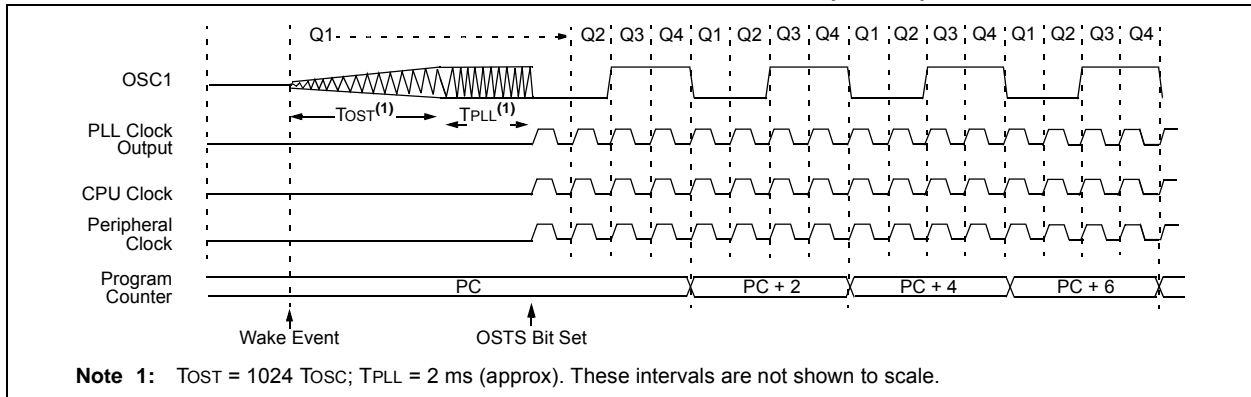 Q1 Q2 Q3 Q4 Q1 Q2 Q3 Q4 Q1 Q2 Q3 Q4 Q1 Q2 Q3 Q4
OSC1
TOST(1) TPLL(1)
PLL Clock
Output
CPU Clock
Peripheral
Clock
Program
Counter
PC PC + 2 PC + 4 PC + 6
Wake Event OSTS Bit Set
Note 1: TOST = 1024 TOSC; TPLL = 2 ms (approx). These intervals are not shown to scale.